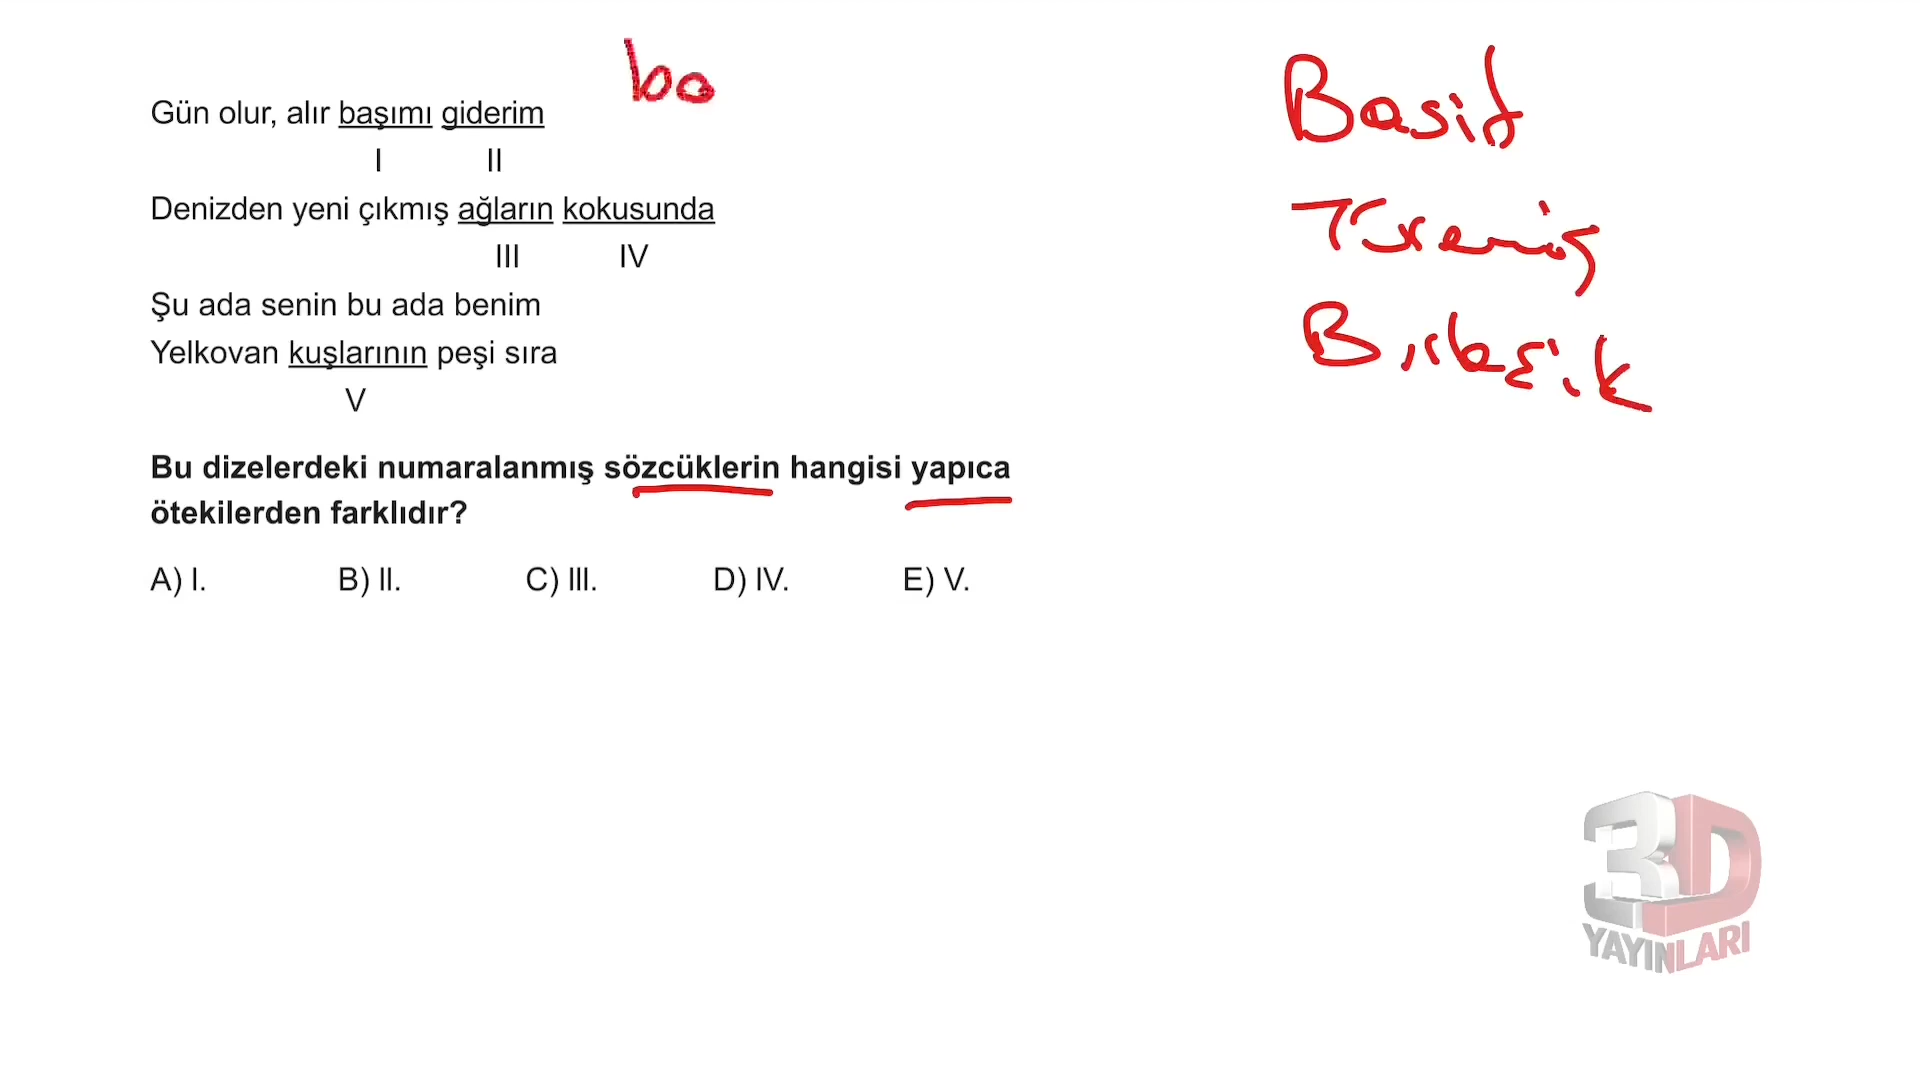 ba
Gün olur, alır başımı giderim
I II
Denizden yeni çıkmış ağların kokusunda
III IV
Şu ada senin bu ada benim
Yelkovan kuşlarının peşi sıra
V
Bu dizelerdeki numaralanmış sözcüklerin hangisi yapıca
ötekilerden farklıdır?
A) I. B) II. C) III. D) IV. E) V.
Basit
Türemiş
Birleşik
3D
YAYINLARI